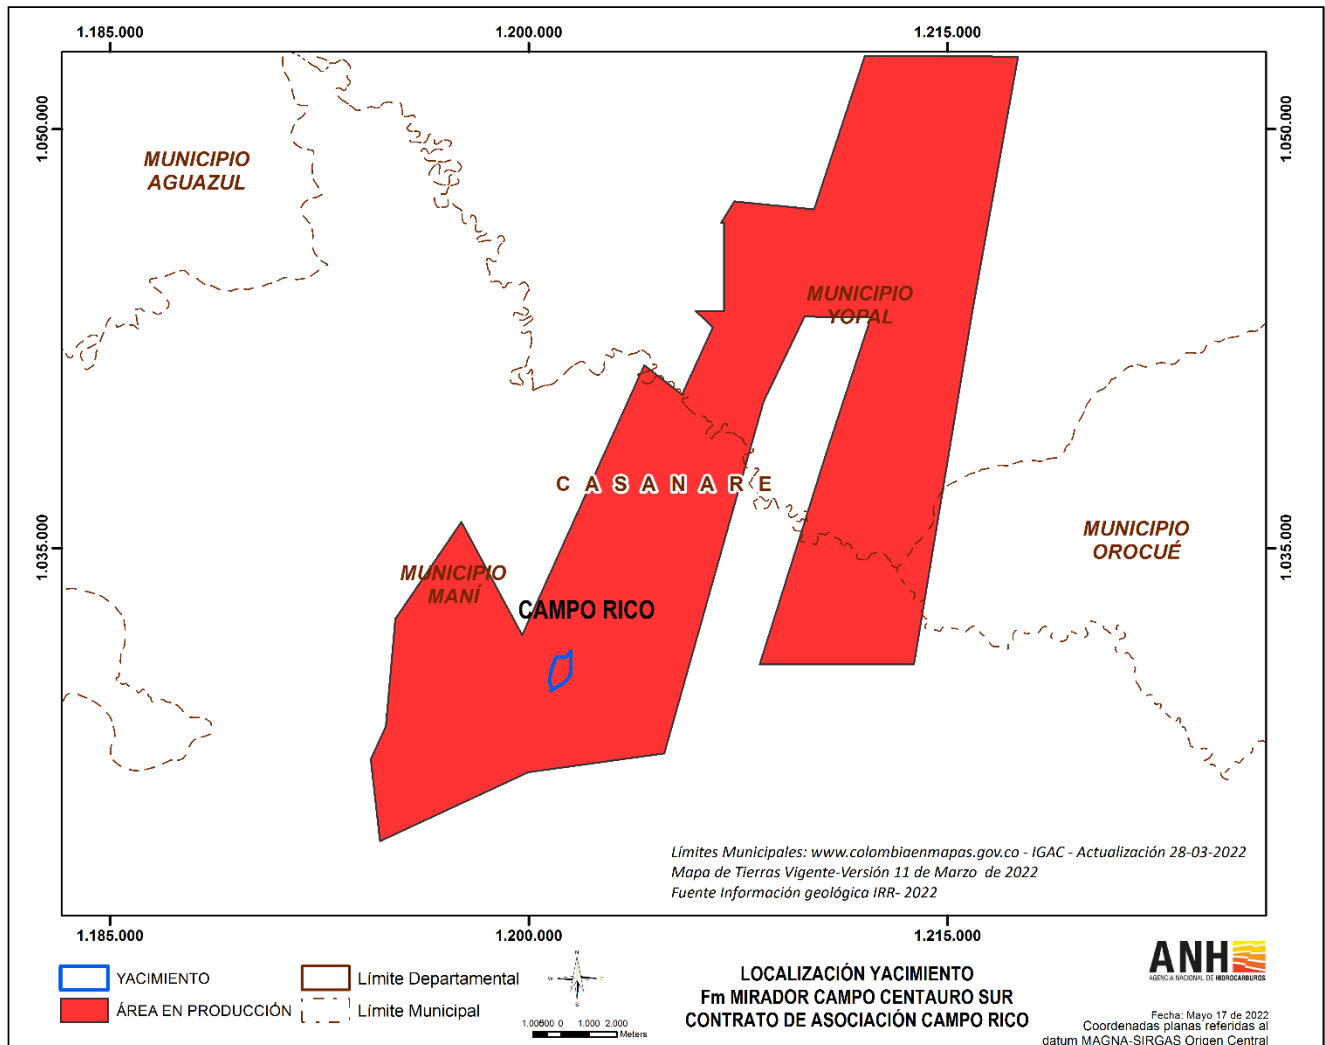 1.185.000
1.200.000
1.215.000
1.050.000
1.050.000
MUNICIPIO
AGUAZUL
MUNICIPIO
YOPAL
C A S A N A R E
1.035.000
1.035.000
MUNICIPIO
OROCUÉ
MUNICIPIO
MANÍ
CAMPO RICO
Límites Municipales: www.colombiaenmapas.gov.co - IGAC - Actualización 28-03-2022
Mapa de Tierras Vigente-Versión 11 de Marzo de 2022
Fuente Información geológica IRR- 2022
1.185.000
1.200.000
1.215.000
YACIMIENTO
ÁREA EN PRODUCCIÓN
Límite Departamental
Límite Municipal
N
W
E
S
0 1.000 2.000
Meters
LOCALIZACIÓN YACIMIENTO
Fm MIRADOR CAMPO CENTAURO SUR
CONTRATO DE ASOCIACIÓN CAMPO RICO
ANH
AGENCIA NACIONAL DE HIDROCARBUROS
Fecha: Mayo 17 de 2022
Coordenadas planas referidas al
datum MAGNA-SIRGAS Origen Central